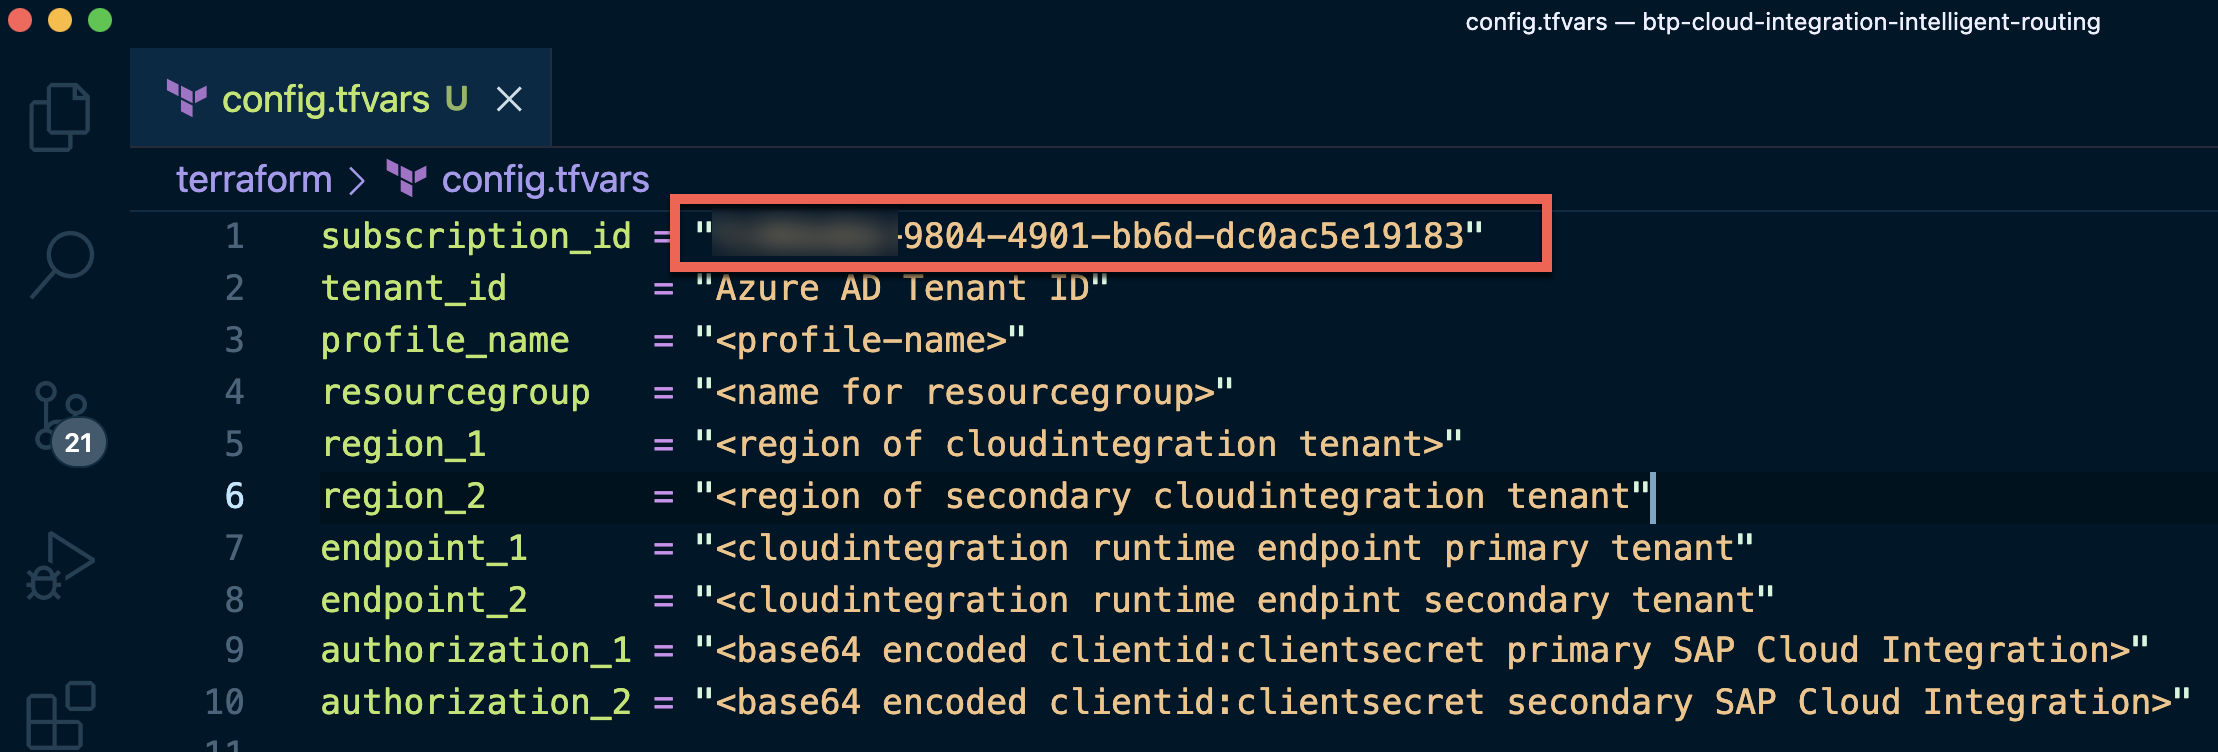 config.tfvars — btp-cloud-integration-intelligent-routing
config.tfvars U
terraform > config.tfvars
1 subscription_id = "-9804-4901-bb6d-dc0ac5e19183"
2 tenant_id = "Azure AD Tenant ID"
3 profile_name = "<profile-name>"
4 resourcegroup = "<name for resourcegroup>"
5 region_1 = "<region of cloudintegration tenant>"
6 region_2 = "<region of secondary cloudintegration tenant"
7 endpoint_1 = "<cloudintegration runtime endpoint primary tenant"
8 endpoint_2 = "<cloudintegration runtime endpint secondary tenant"
9 authorization_1 = "<base64 encoded clientid:clientsecret primary SAP Cloud Integration>"
10 authorization_2 = "<base64 encoded clientid:clientsecret secondary SAP Cloud Integration>"
11
21